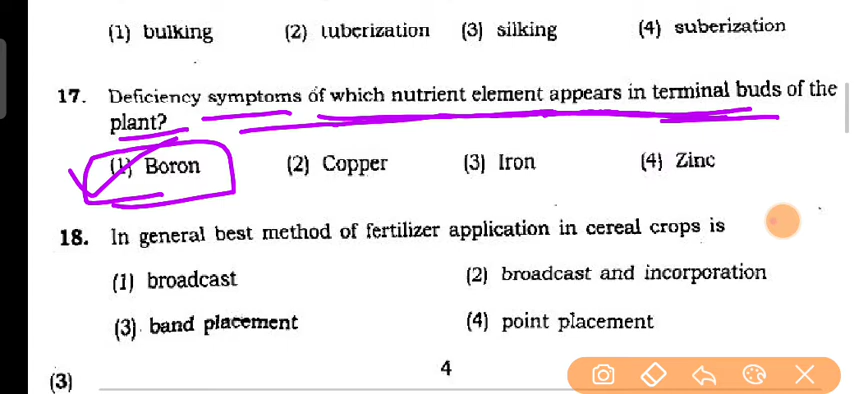 (1) bulking (2) tuberization (3) silking (4) suberization
17. Deficiency symptoms of which nutrient element appears in terminal buds of the
plant?
(1) Boron (2) Copper (3) Iron (4) Zinc
18. In general best method of fertilizer application in cereal crops is
(1) broadcast (2) broadcast and incorporation
(3) band placement (4) point placement
4
(3)